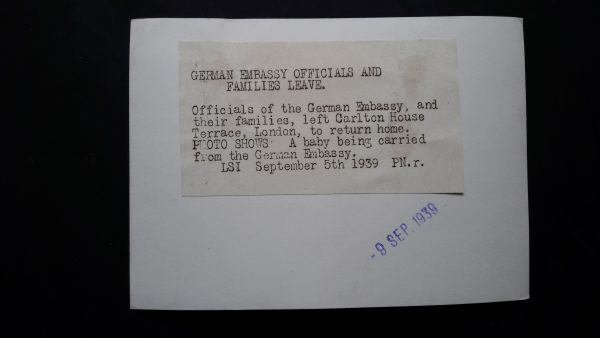 GERMAN EMBASSY OFFICIALS AND
FAMILIES LEAVE.
Officials of the German Embassy, and
their families, left Carlton House
Terrace, London, to return home.
PHOTO SHOWS: A baby being carried
from the German Embassy.
LSI September 5th 1939 PN.r.
-9 SEP. 1939